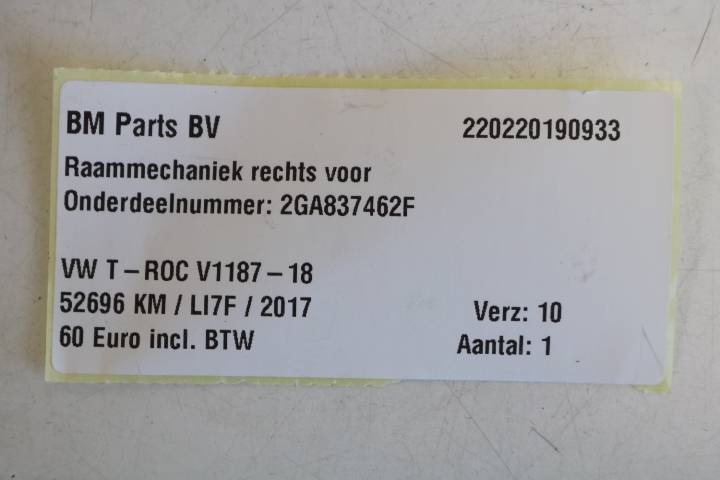 BM Parts BV 220220190933
Raammechaniek rechts voor
Onderdeelnummer: 2GA837462F
VW T-ROC V1187-18
52696 KM / LI7F / 2017 Verz: 10
60 Euro incl. BTW Aantal: 1